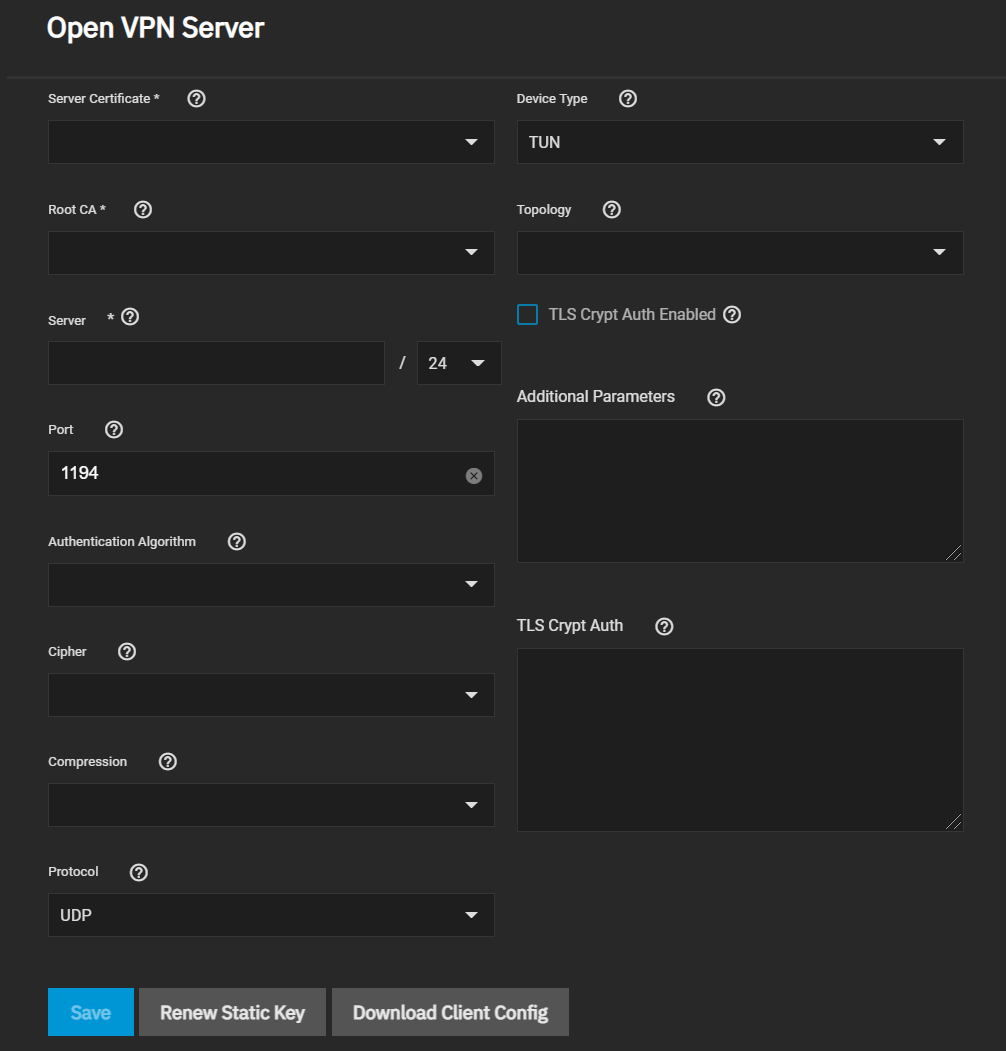 Open VPN Server
Server Certificate *
Root CA *
Server *
/ 24
Port
1194
Authentication Algorithm
Cipher
Compression
Protocol
UDP
Device Type
TUN
Topology
TLS Crypt Auth Enabled
Additional Parameters
TLS Crypt Auth
Save
Renew Static Key
Download Client Config